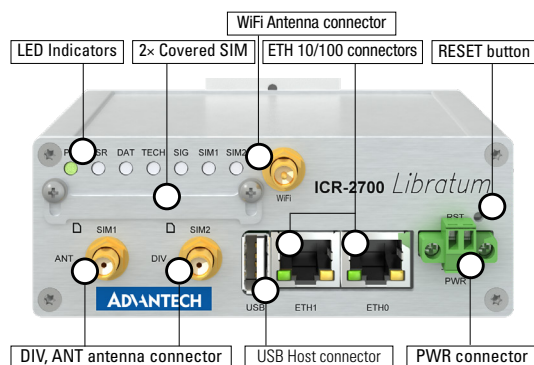 WiFi Antenna connector
LED Indicators
2× Covered SIM
ETH 10/100 connectors
RESET button
DAT TECH SIG SIM1 SIM2
WiFi
ICR-2700 Libratum
RST
SIM1
SIM2
ANT
DIV
PWR
ADVANTECH
USB
ETH1
ETH0
DIV, ANT antenna connector
USB Host connector
PWR connector